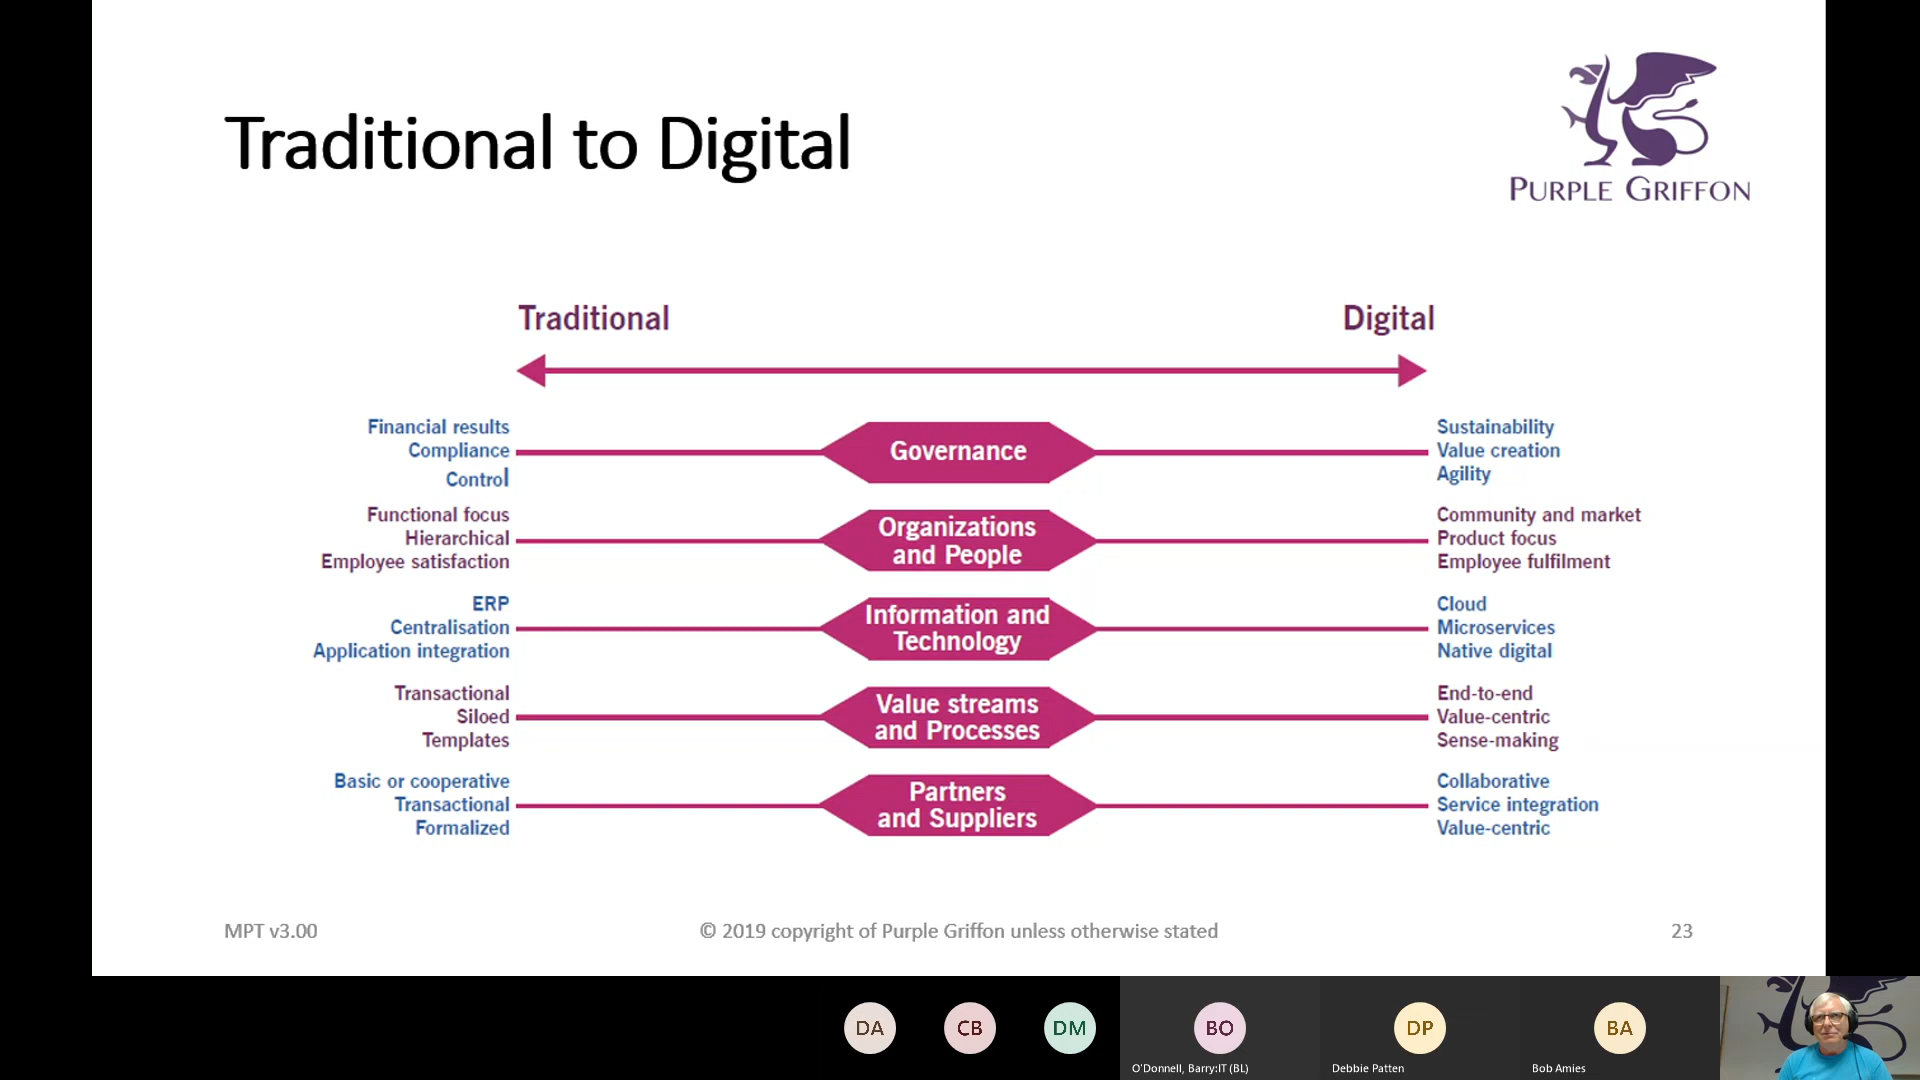 Traditional to Digital
PURPLE GRIFFON
Traditional
Digital
Financial results
Compliance
Control
Governance
Sustainability
Value creation
Agility
Functional focus
Hierarchical
Employee satisfaction
Organizations
and People
Community and market
Product focus
Employee fulfilment
ERP
Centralisation
Application integration
Information and
Technology
Cloud
Microservices
Native digital
Transactional
Siloed
Templates
Value streams
and Processes
End-to-end
Value-centric
Sense-making
Basic or cooperative
Transactional
Formalized
Partners
and Suppliers
Collaborative
Service integration
Value-centric
MPT v3.00
© 2019 copyright of Purple Griffon unless otherwise stated
23
DA
CB
DM
BO
DP
BA
O'Donnell, Barry:IT (BL)
Debbie Patten
Bob Amies